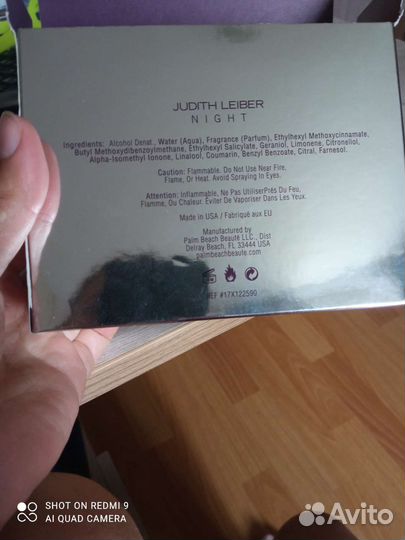 JUDITH LEIBER
NIGHT
Ingredients: Alcohol Denat., Water (Aqua), Fragrance (Parfum), Ethylhexyl Methoxycinnamate,
Butyl Methoxydibenzoylmethane, Ethylhexyl Salicylate, Geraniol, Limonene, Citronellol,
Alpha-Isomethyl Ionone, Linalool, Coumarin, Benzyl Benzoate, Citral, Farnesol.
Caution: Flammable. Do Not Use Near Fire,
Flame, Or Heat. Avoid Spraying In Eyes.
Attention: Inflammable, Ne Pas UtiliserPrés Du Feu,
Flamme, Ou Chaleur. Éviter De Vaporiser Dans Les Yeux.
Made in USA / Fabriqué aux EU
Manufactured by
Palm Beach Beauté LLC., Dist
Delray Beach, FL 33444 USA
palmbeachbeaute.com
REF #17X122590
SHOT ON REDMI 9
AI QUAD CAMERA
Avito